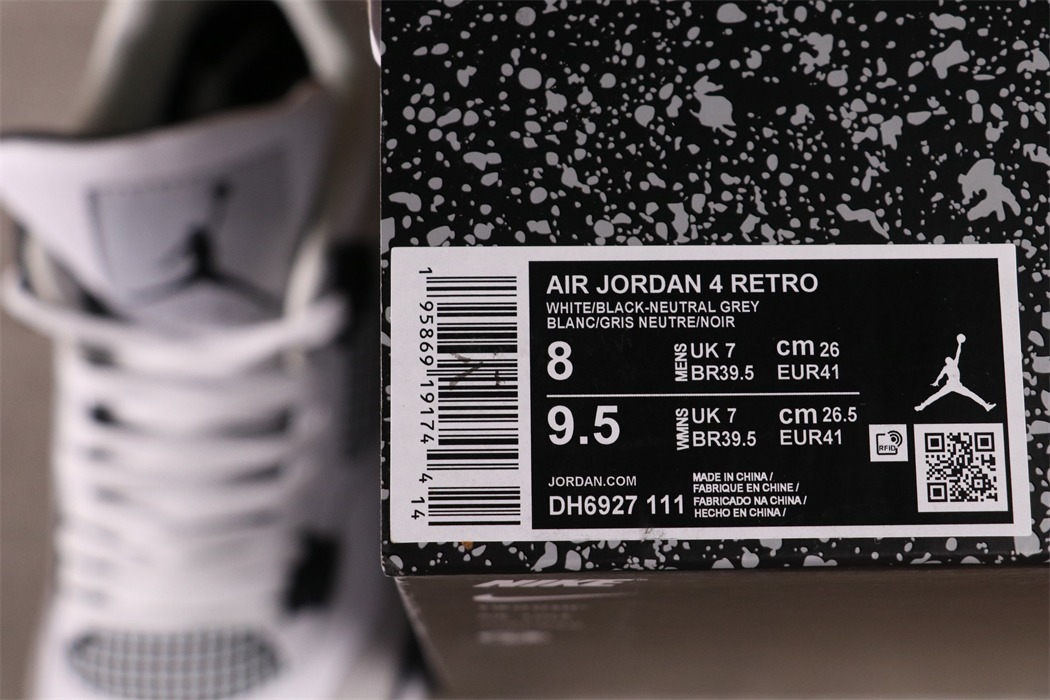 AIR JORDAN 4 RETRO
WHITE/BLACK-NEUTRAL GREY
BLANC/GRIS NEUTRE/NOIR
8 MENS UK 7 cm 26
BR39.5 EUR41
9.5 WMNS UK 7 cm 26.5
BR39.5 EUR41
RFID
JORDAN.COM
DH6927 111
MADE IN CHINA /
FABRIQUE EN CHINE /
FABRICADO NA CHINA /
HECHO EN CHINA /
1 95869 19174 4 14
NIKE